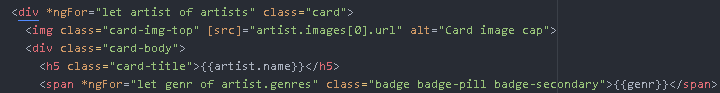 <div *ngFor="let artist of artists" class="card">
<img class="card-img-top" [src]="artist.images[0].url" alt="Card image cap">
<div class="card-body">
<h5 class="card-title">{{artist.name}}</h5>
<span *ngFor="let genr of artist.genres" class="badge badge-pill badge-secondary">{{genr}}</span>